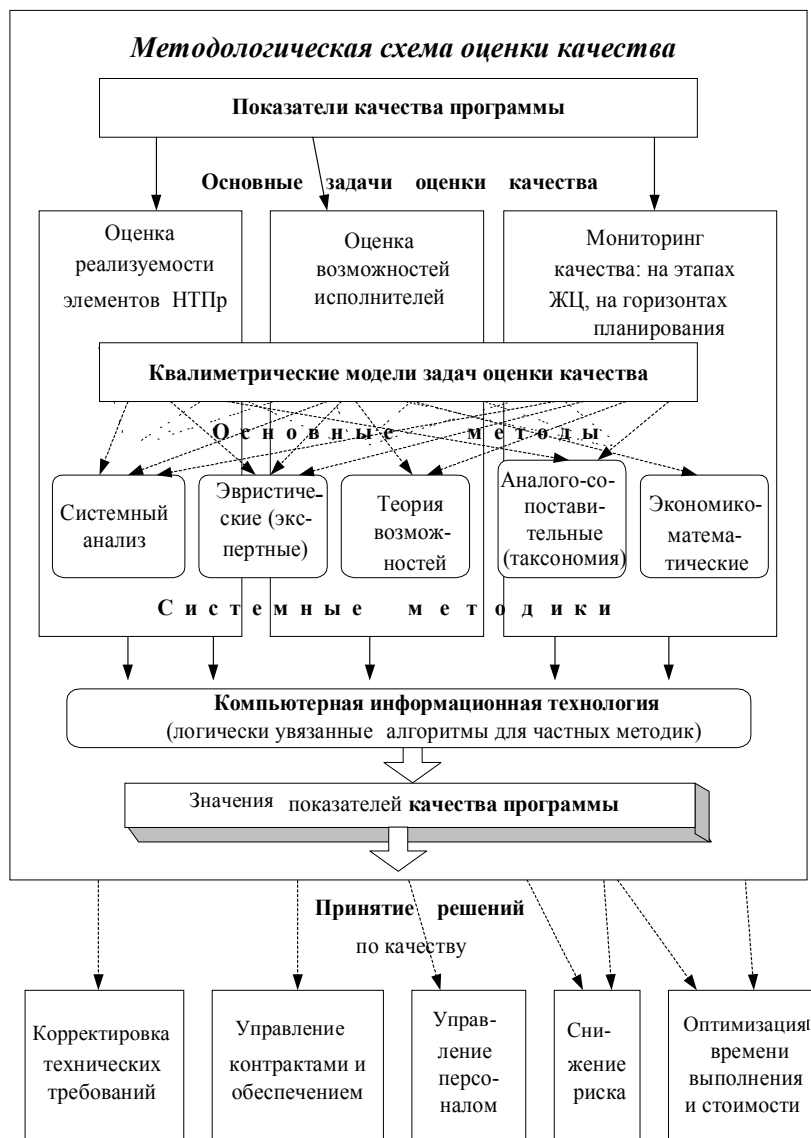 Методологическая схема оценки качества
Показатели качества программы
Основные задачи оценки качества
Оценка
реализуемости
элементов НТПр
Оценка
возможностей
исполнителей
Мониторинг
качества: на этапах
ЖЦ, на горизонтах
планирования
Квалиметрические модели задач оценки качества
Основные методы
Системный
анализ
Эвристиче-
ские (экс-
пертные)
Теория
возмож-
ностей
Аналого-со-
постави-
тельные
(таксономия)
Экономико-
матема-
тические
Системные методики
Компьютерная информационная технология
(логически увязанные алгоритмы для частных методик)
Значения показателей качества программы
Принятие решений
по качеству
Корректировка
технических
требований
Управление
контрактами и
обеспечением
Управ-
ление
персо-
налом
Сни-
жение
риска
Оптимизация
времени
выполнения
и стоимости